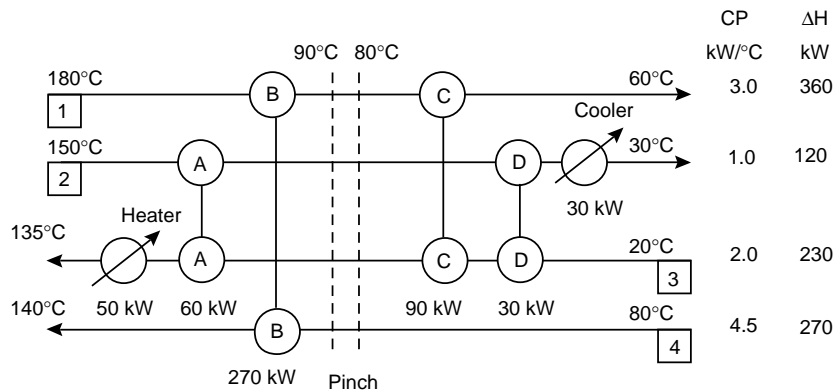 CP ΔH
90°C 80°C kW/°C kW
180°C B C 60°C 3.0 360
1 Cooler
150°C A D 30°C 1.0 120
2
30 kW
Heater
135°C A C D 20°C 2.0 230
3
50 kW 60 kW 90 kW 30 kW
140°C B 80°C 4.5 270
4
270 kW Pinch